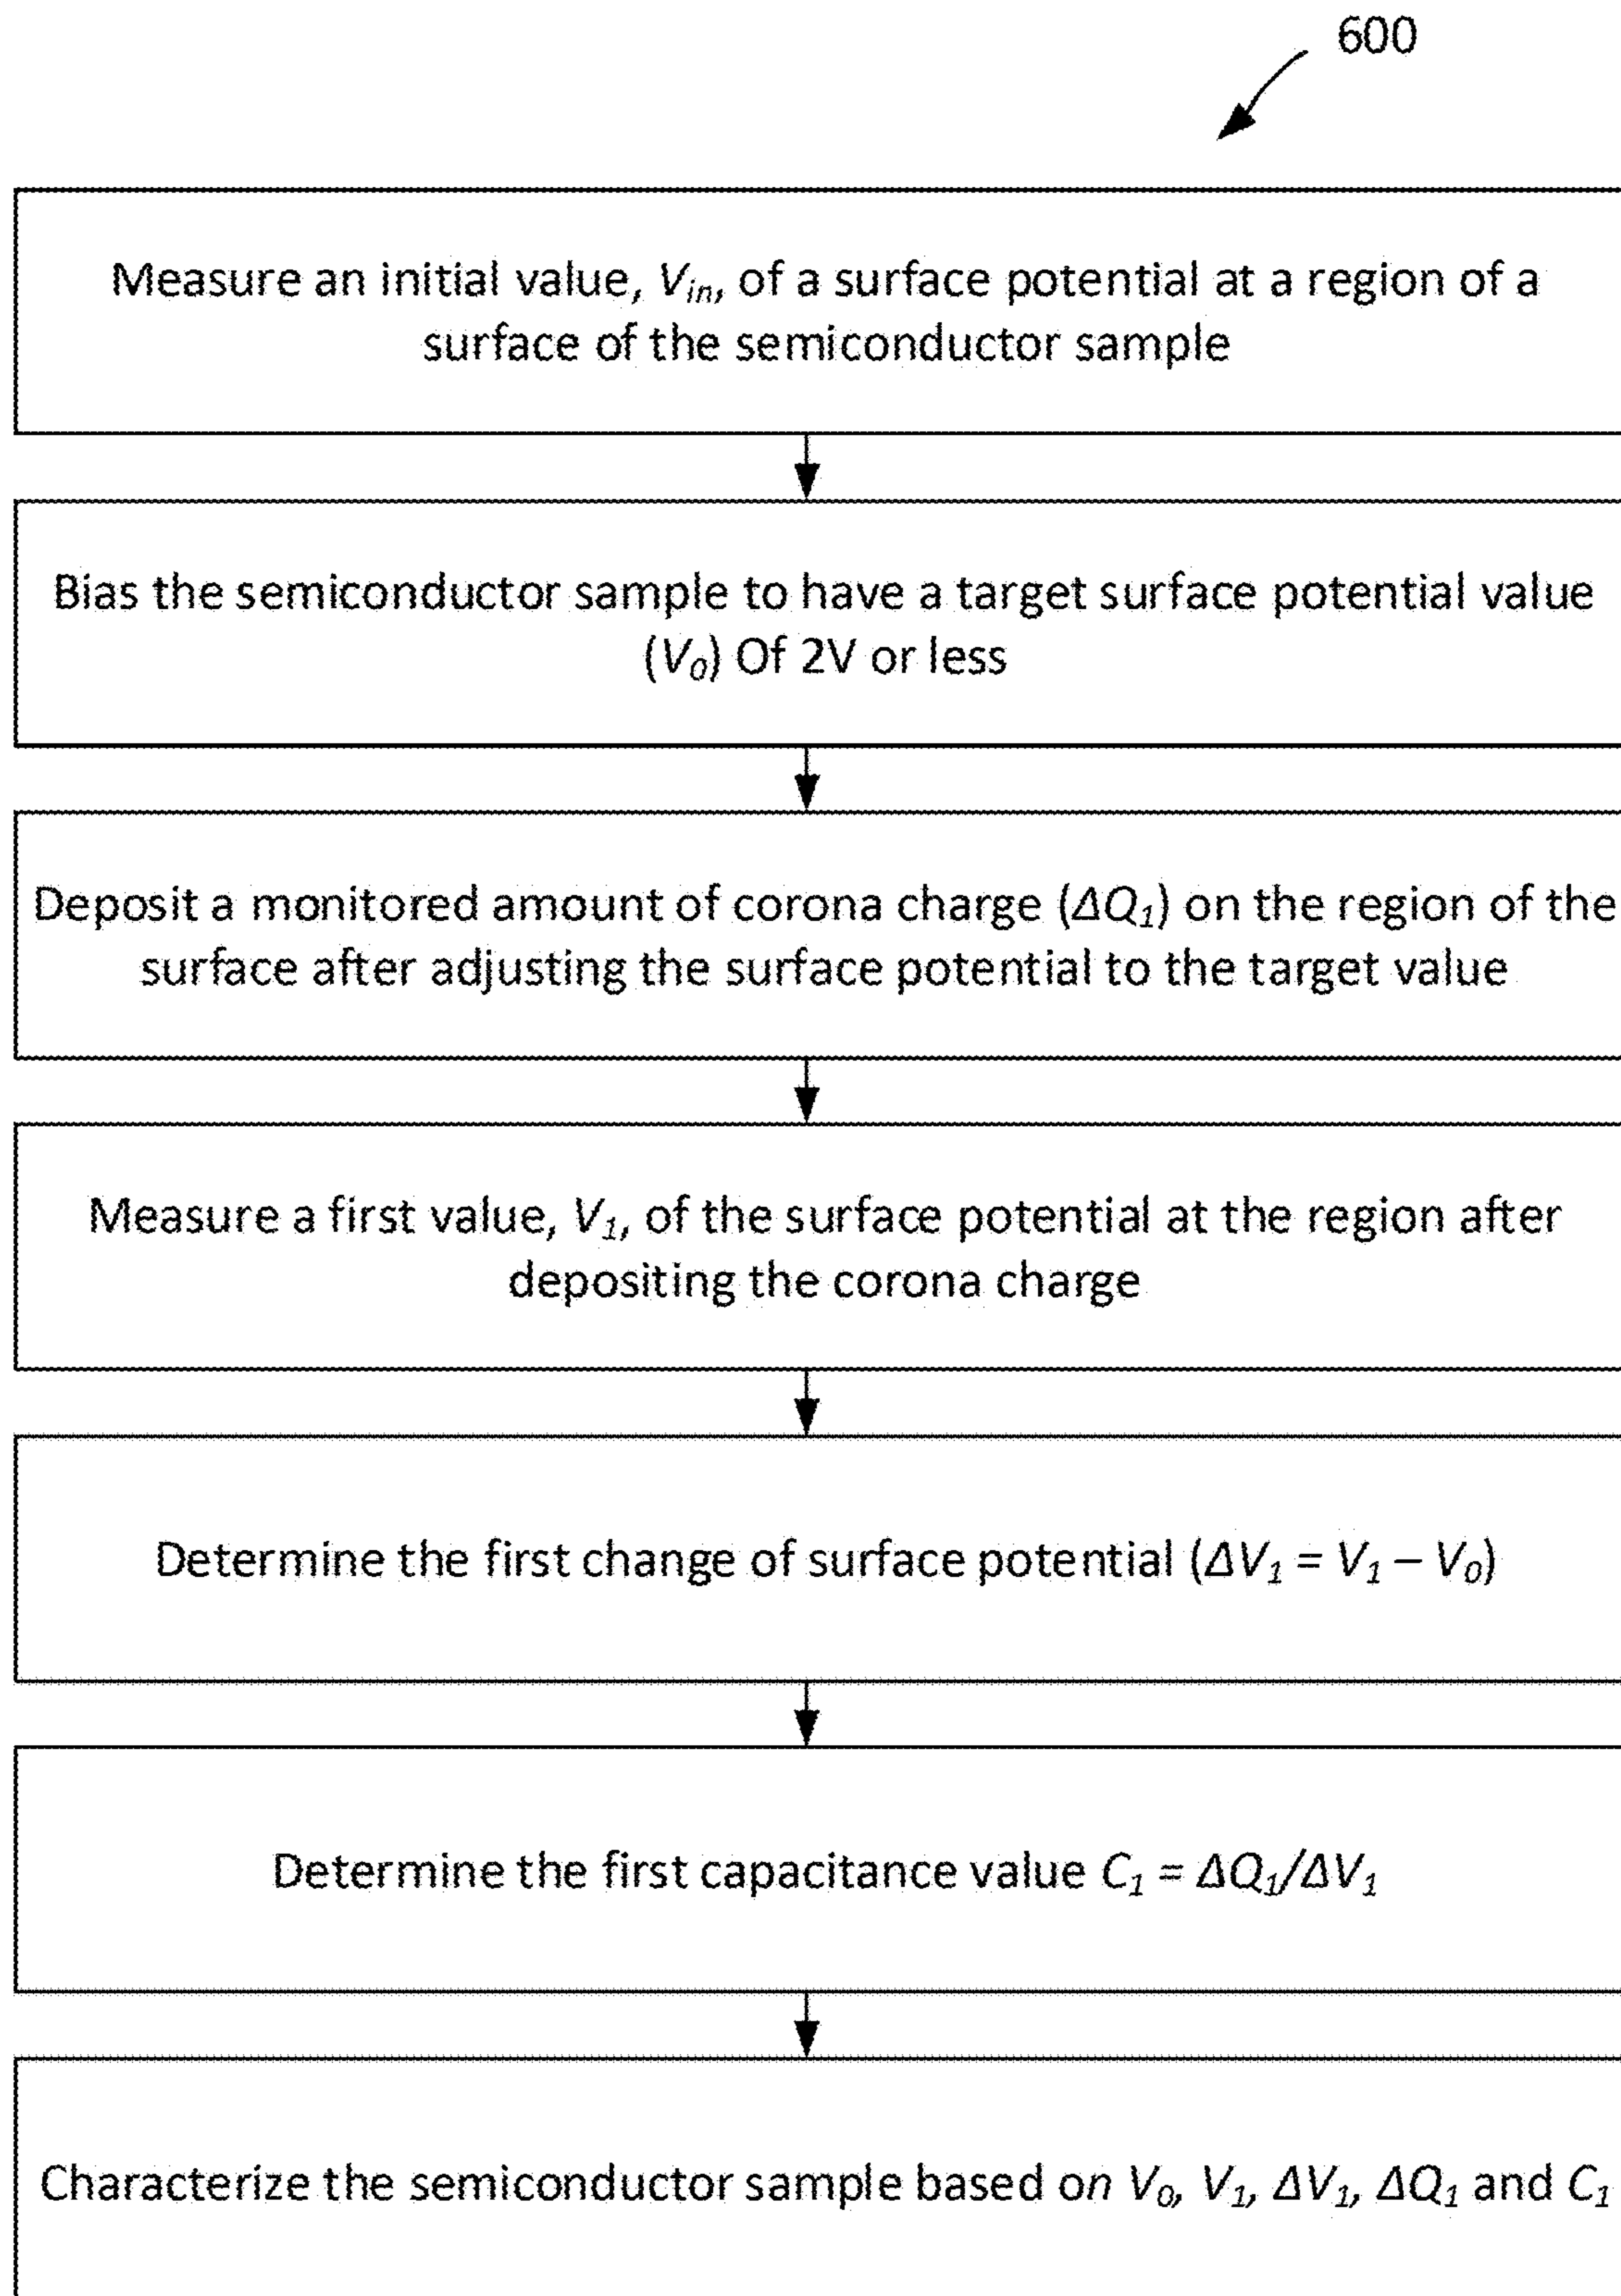 600
Measure an initial value, Vin, of a surface potential at a region of a
surface of the semiconductor sample
Bias the semiconductor sample to have a target surface potential value
(V0) Of 2V or less
Deposit a monitored amount of corona charge (ΔQ1) on the region of the
surface after adjusting the surface potential to the target value
Measure a first value, V1, of the surface potential at the region after
depositing the corona charge
Determine the first change of surface potential (ΔV1 = V1 – V0)
Determine the first capacitance value C1 = ΔQ1/ΔV1
Characterize the semiconductor sample based on V0, V1, ΔV1, ΔQ1 and C1